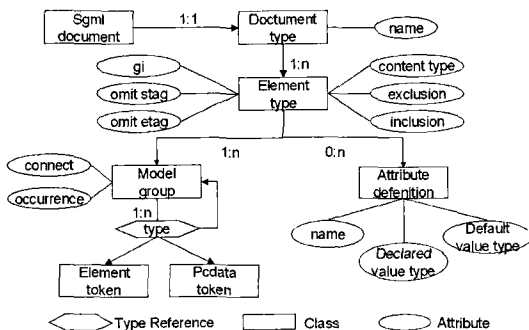 Sgml
document
1:1
Doctument
type
name
1:n
gi
omit stag
omit etag
Element
type
content type
exclusion
inclusion
1:n
0:n
connect
occurrence
Model
group
1:n
type
Element
token
Pcdata
token
Attribute
defenition
name
Declared
value type
Default
value type
Type Reference
Class
Attribute